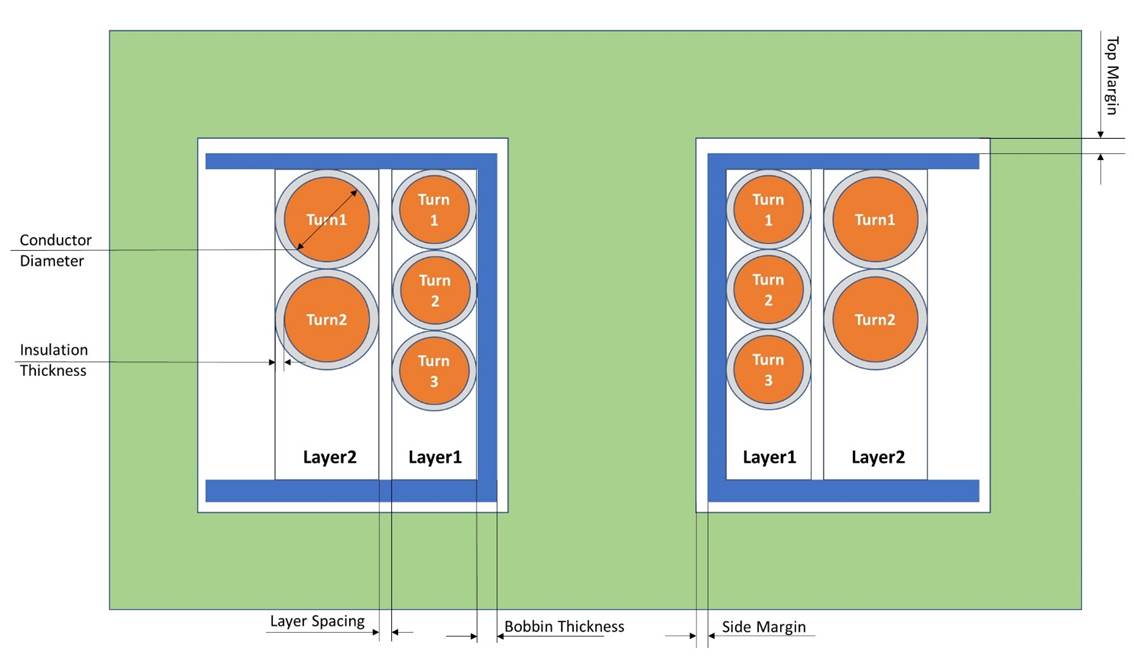 Top Margin
Turn1
Turn
1
Turn
1
Turn1
Conductor
Diameter
Turn
2
Turn
2
Turn2
Turn2
Insulation
Thickness
Turn
3
Turn
3
Layer2
Layer1
Layer1
Layer2
Layer Spacing
Bobbin Thickness
Side Margin